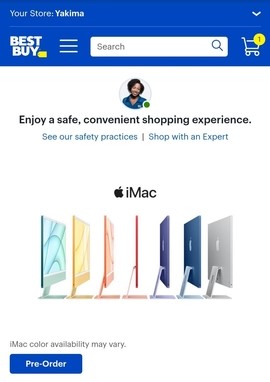 Your Store: Yakima
BEST BUY
Search
1
Enjoy a safe, convenient shopping experience.
See our safety practices | Shop with an Expert
iMac
iMac color availability may vary.
Pre-Order